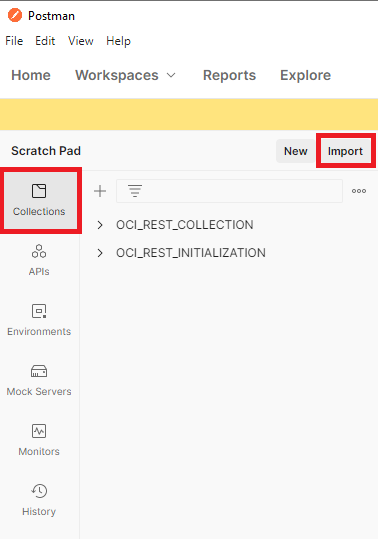 Postman
File Edit View Help
Home Workspaces Reports Explore
Scratch Pad New Import
Collections
OCI_REST_COLLECTION
OCI_REST_INITIALIZATION
APIs
Environments
Mock Servers
Monitors
History